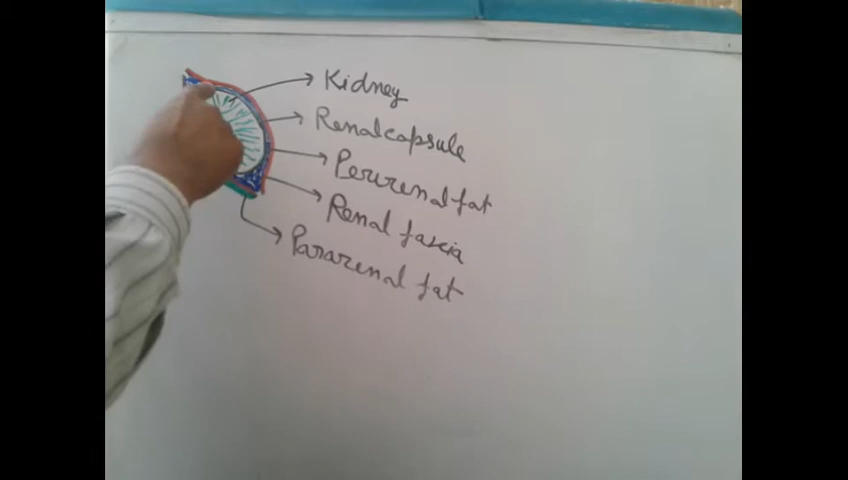 Kidney
Renalcapsule
Perirenal fat
Renal fascia
Pararenal fat